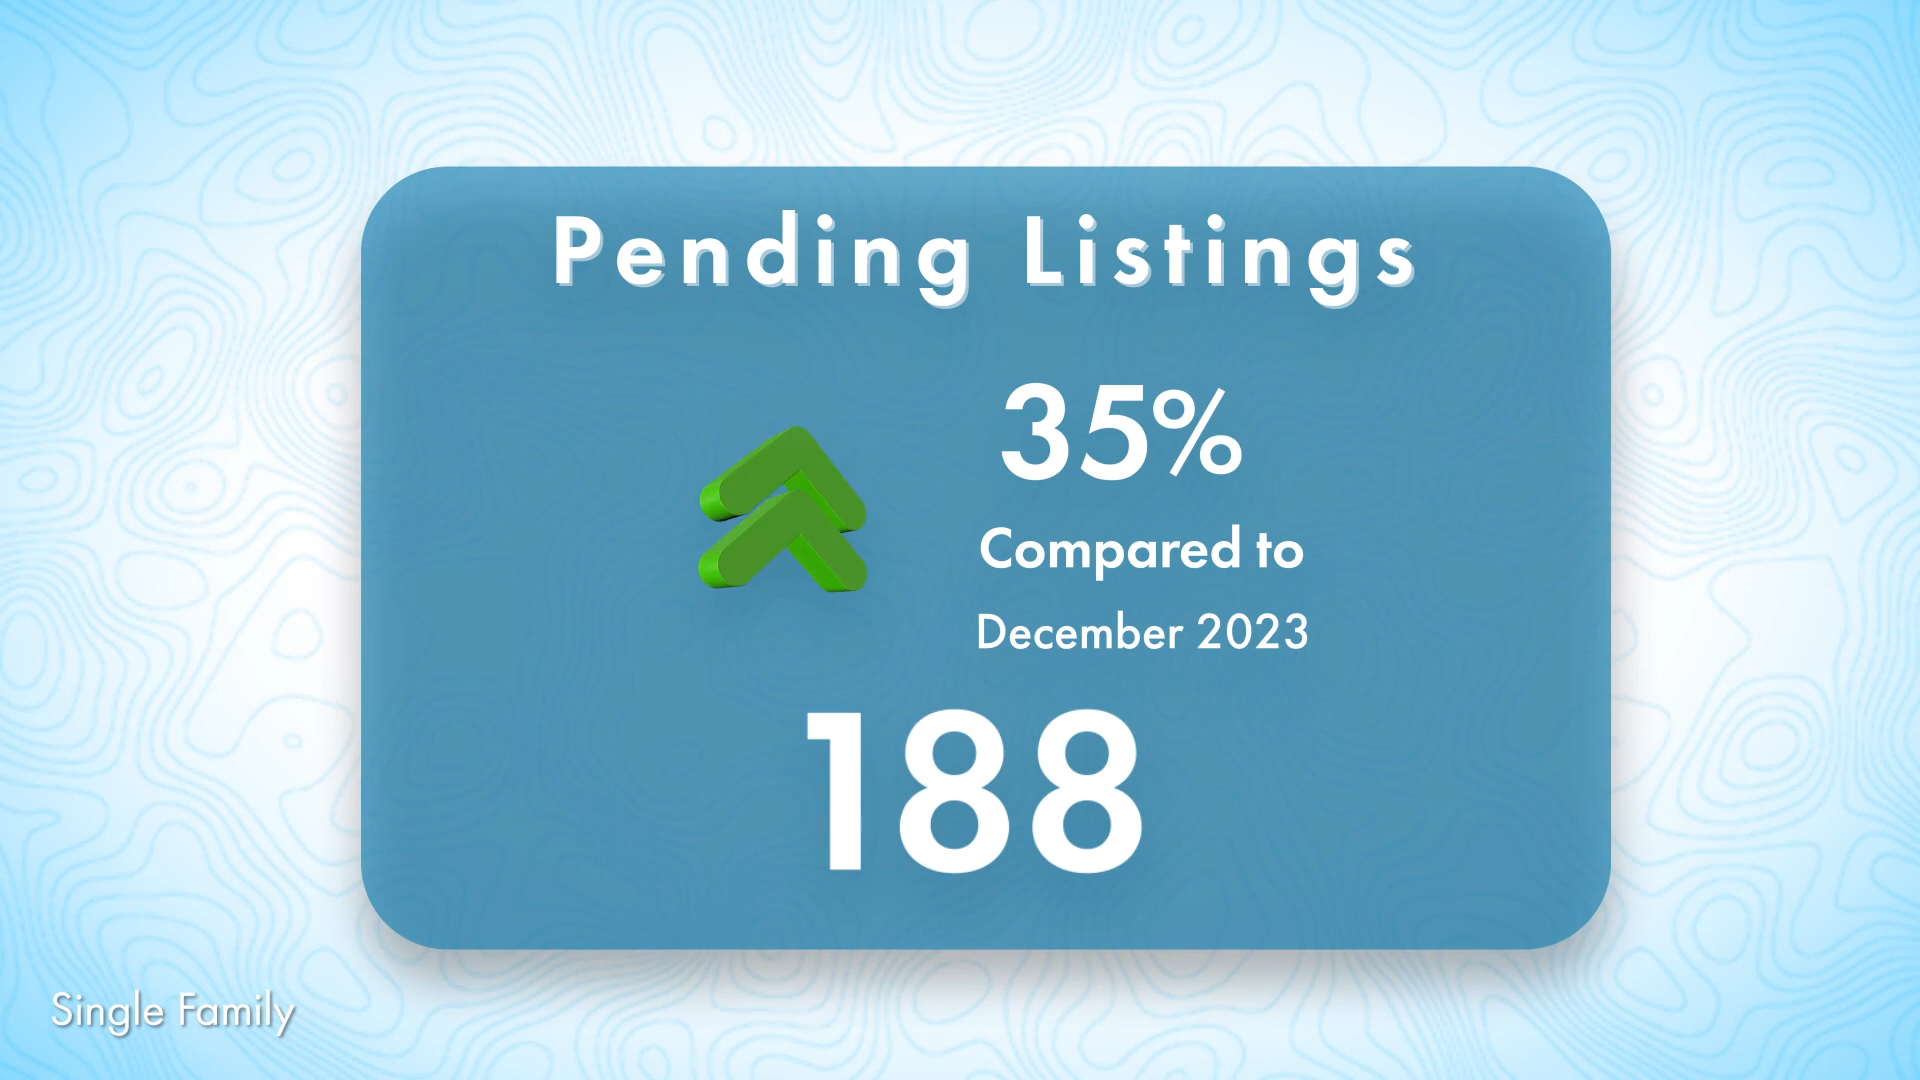 Pending Listings
35%
Compared to
December 2023
188
Single Family